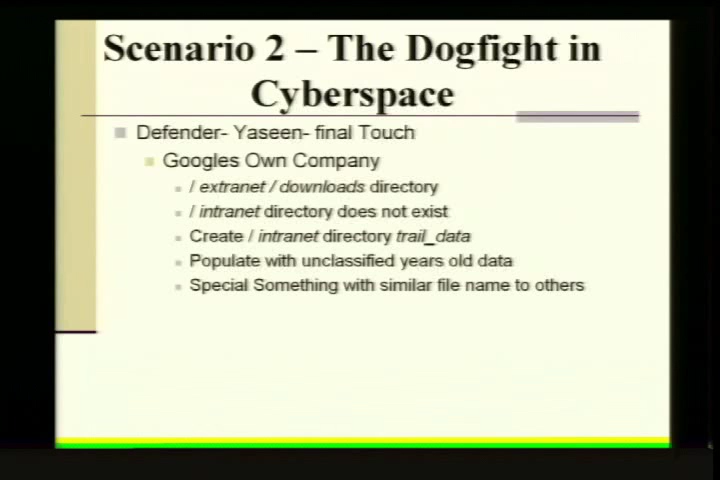 Scenario 2 – The Dogfight in
Cyberspace
Defender- Yaseen- final Touch
Googles Own Company
/ extranet / downloads directory
/ intranet directory does not exist
Create / intranet directory trail_data
Populate with unclassified years old data
Special Something with similar file name to others